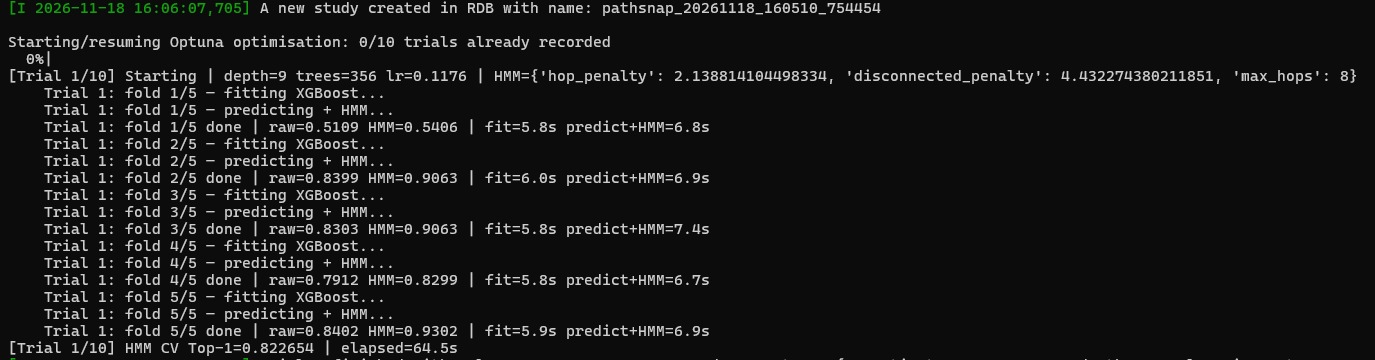 [I 2026-11-18 16:06:07,705] A new study created in RDB with name: pathsnap_20261118_160510_754454
Starting/resuming Optuna optimisation: 0/10 trials already recorded
0%|
[Trial 1/10] Starting | depth=9 trees=356 lr=0.1176 | HMM={'hop_penalty': 2.138814104498334, 'disconnected_penalty': 4.432274380211851, 'max_hops': 8}
Trial 1: fold 1/5 — fitting XGBoost...
Trial 1: fold 1/5 — predicting + HMM...
Trial 1: fold 1/5 done | raw=0.5109 HMM=0.5406 | fit=5.8s predict+HMM=6.8s
Trial 1: fold 2/5 — fitting XGBoost...
Trial 1: fold 2/5 — predicting + HMM...
Trial 1: fold 2/5 done | raw=0.8399 HMM=0.9063 | fit=6.0s predict+HMM=6.9s
Trial 1: fold 3/5 — fitting XGBoost...
Trial 1: fold 3/5 — predicting + HMM...
Trial 1: fold 3/5 done | raw=0.8303 HMM=0.9063 | fit=5.8s predict+HMM=7.4s
Trial 1: fold 4/5 — fitting XGBoost...
Trial 1: fold 4/5 — predicting + HMM...
Trial 1: fold 4/5 done | raw=0.7912 HMM=0.8299 | fit=5.8s predict+HMM=6.7s
Trial 1: fold 5/5 — fitting XGBoost...
Trial 1: fold 5/5 — predicting + HMM...
Trial 1: fold 5/5 done | raw=0.8402 HMM=0.9302 | fit=5.9s predict+HMM=6.9s
[Trial 1/10] HMM CV Top-1=0.822654 | elapsed=64.5s